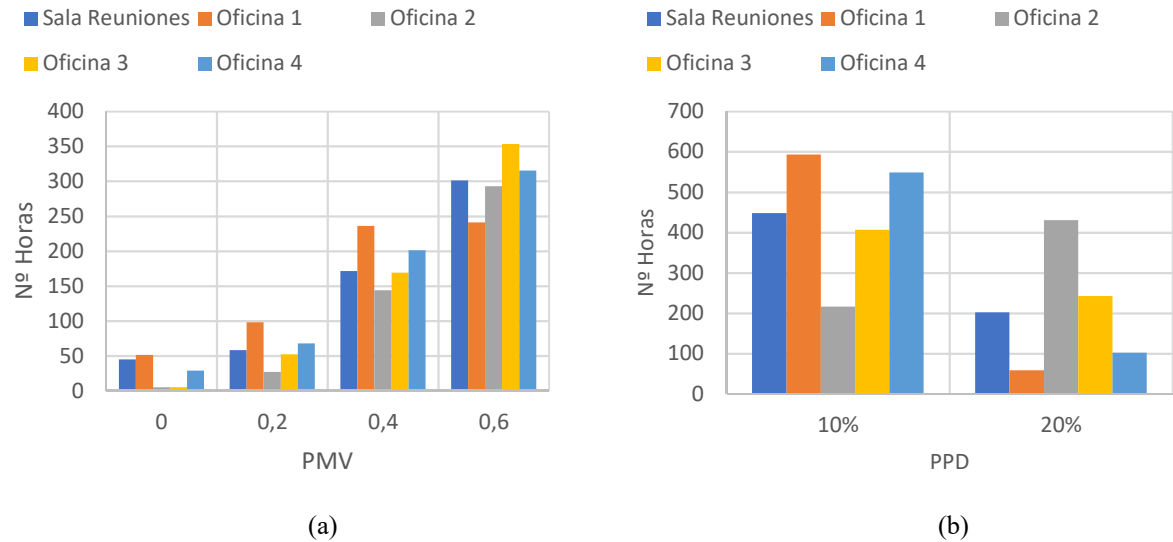 Sala Reuniones Oficina 1 Oficina 2
Oficina 3 Oficina 4
400
350
300
250
200
150
100
50
0
Nº Horas
0 0,2 0,4 0,6
PMV
(a)
Sala Reuniones Oficina 1 Oficina 2
Oficina 3 Oficina 4
700
600
500
400
300
200
100
0
Nº Horas
10% 20%
PPD
(b)